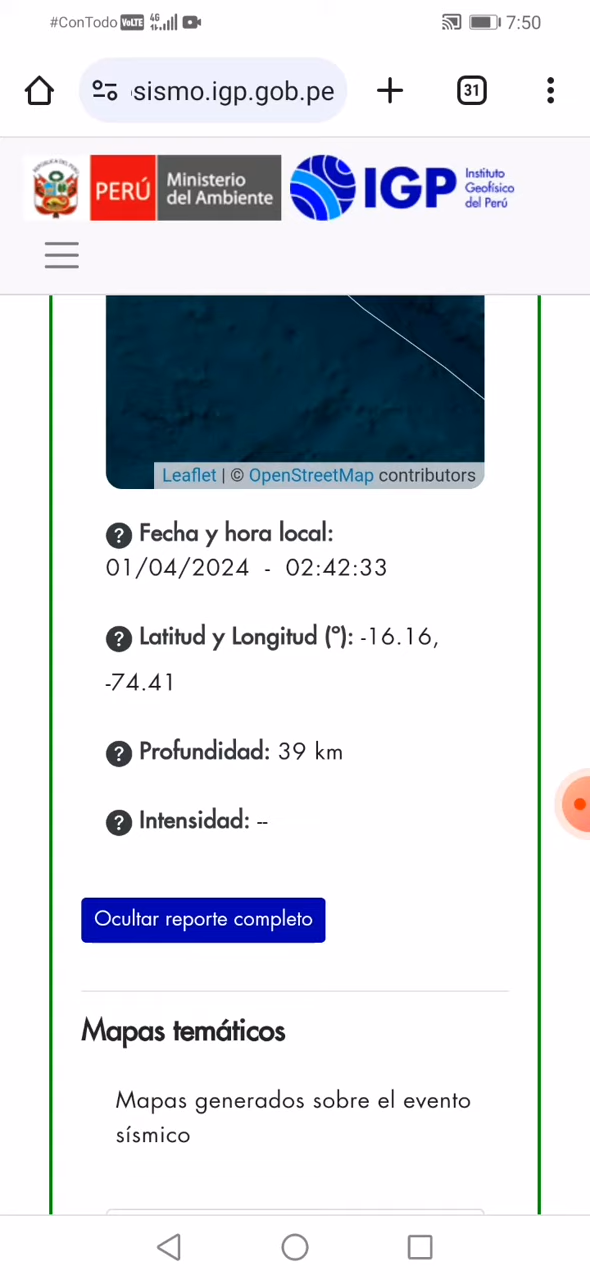 #ConTodo VoLTE 4G 7:50
sismo.igp.gob.pe 31
PERÚ Ministerio del Ambiente IGP Instituto Geofísico del Perú
Leaflet | © OpenStreetMap contributors
? Fecha y hora local:
01/04/2024 - 02:42:33
? Latitud y Longitud (°): -16.16,
-74.41
? Profundidad: 39 km
? Intensidad: --
Ocultar reporte completo
Mapas temáticos
Mapas generados sobre el evento
sísmico